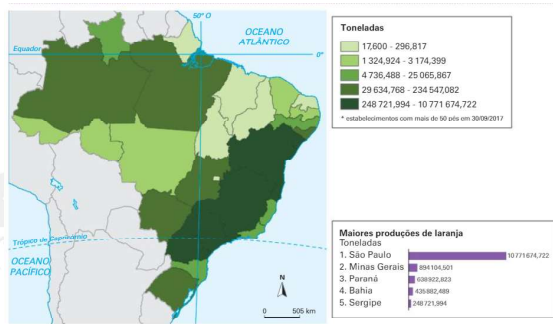 50° O
OCEANO
ATLÂNTICO
Equador
0°
Trópico de Capricórnio
OCEANO
PACÍFICO
N
0 505 km
Toneladas
17,600 - 296,817
1 324,924 - 3 174,399
4 736,488 - 25 065,867
29 634,768 - 234 547,082
248 721,994 - 10 771 674,722
* estabelecimentos com mais de 50 pés em 30/09/2017
Maiores produções de laranja
Toneladas
1. São Paulo 10 771 674,722
2. Minas Gerais 894 104,501
3. Paraná 638 922,823
4. Bahia 435 882,489
5. Sergipe 248 721,994